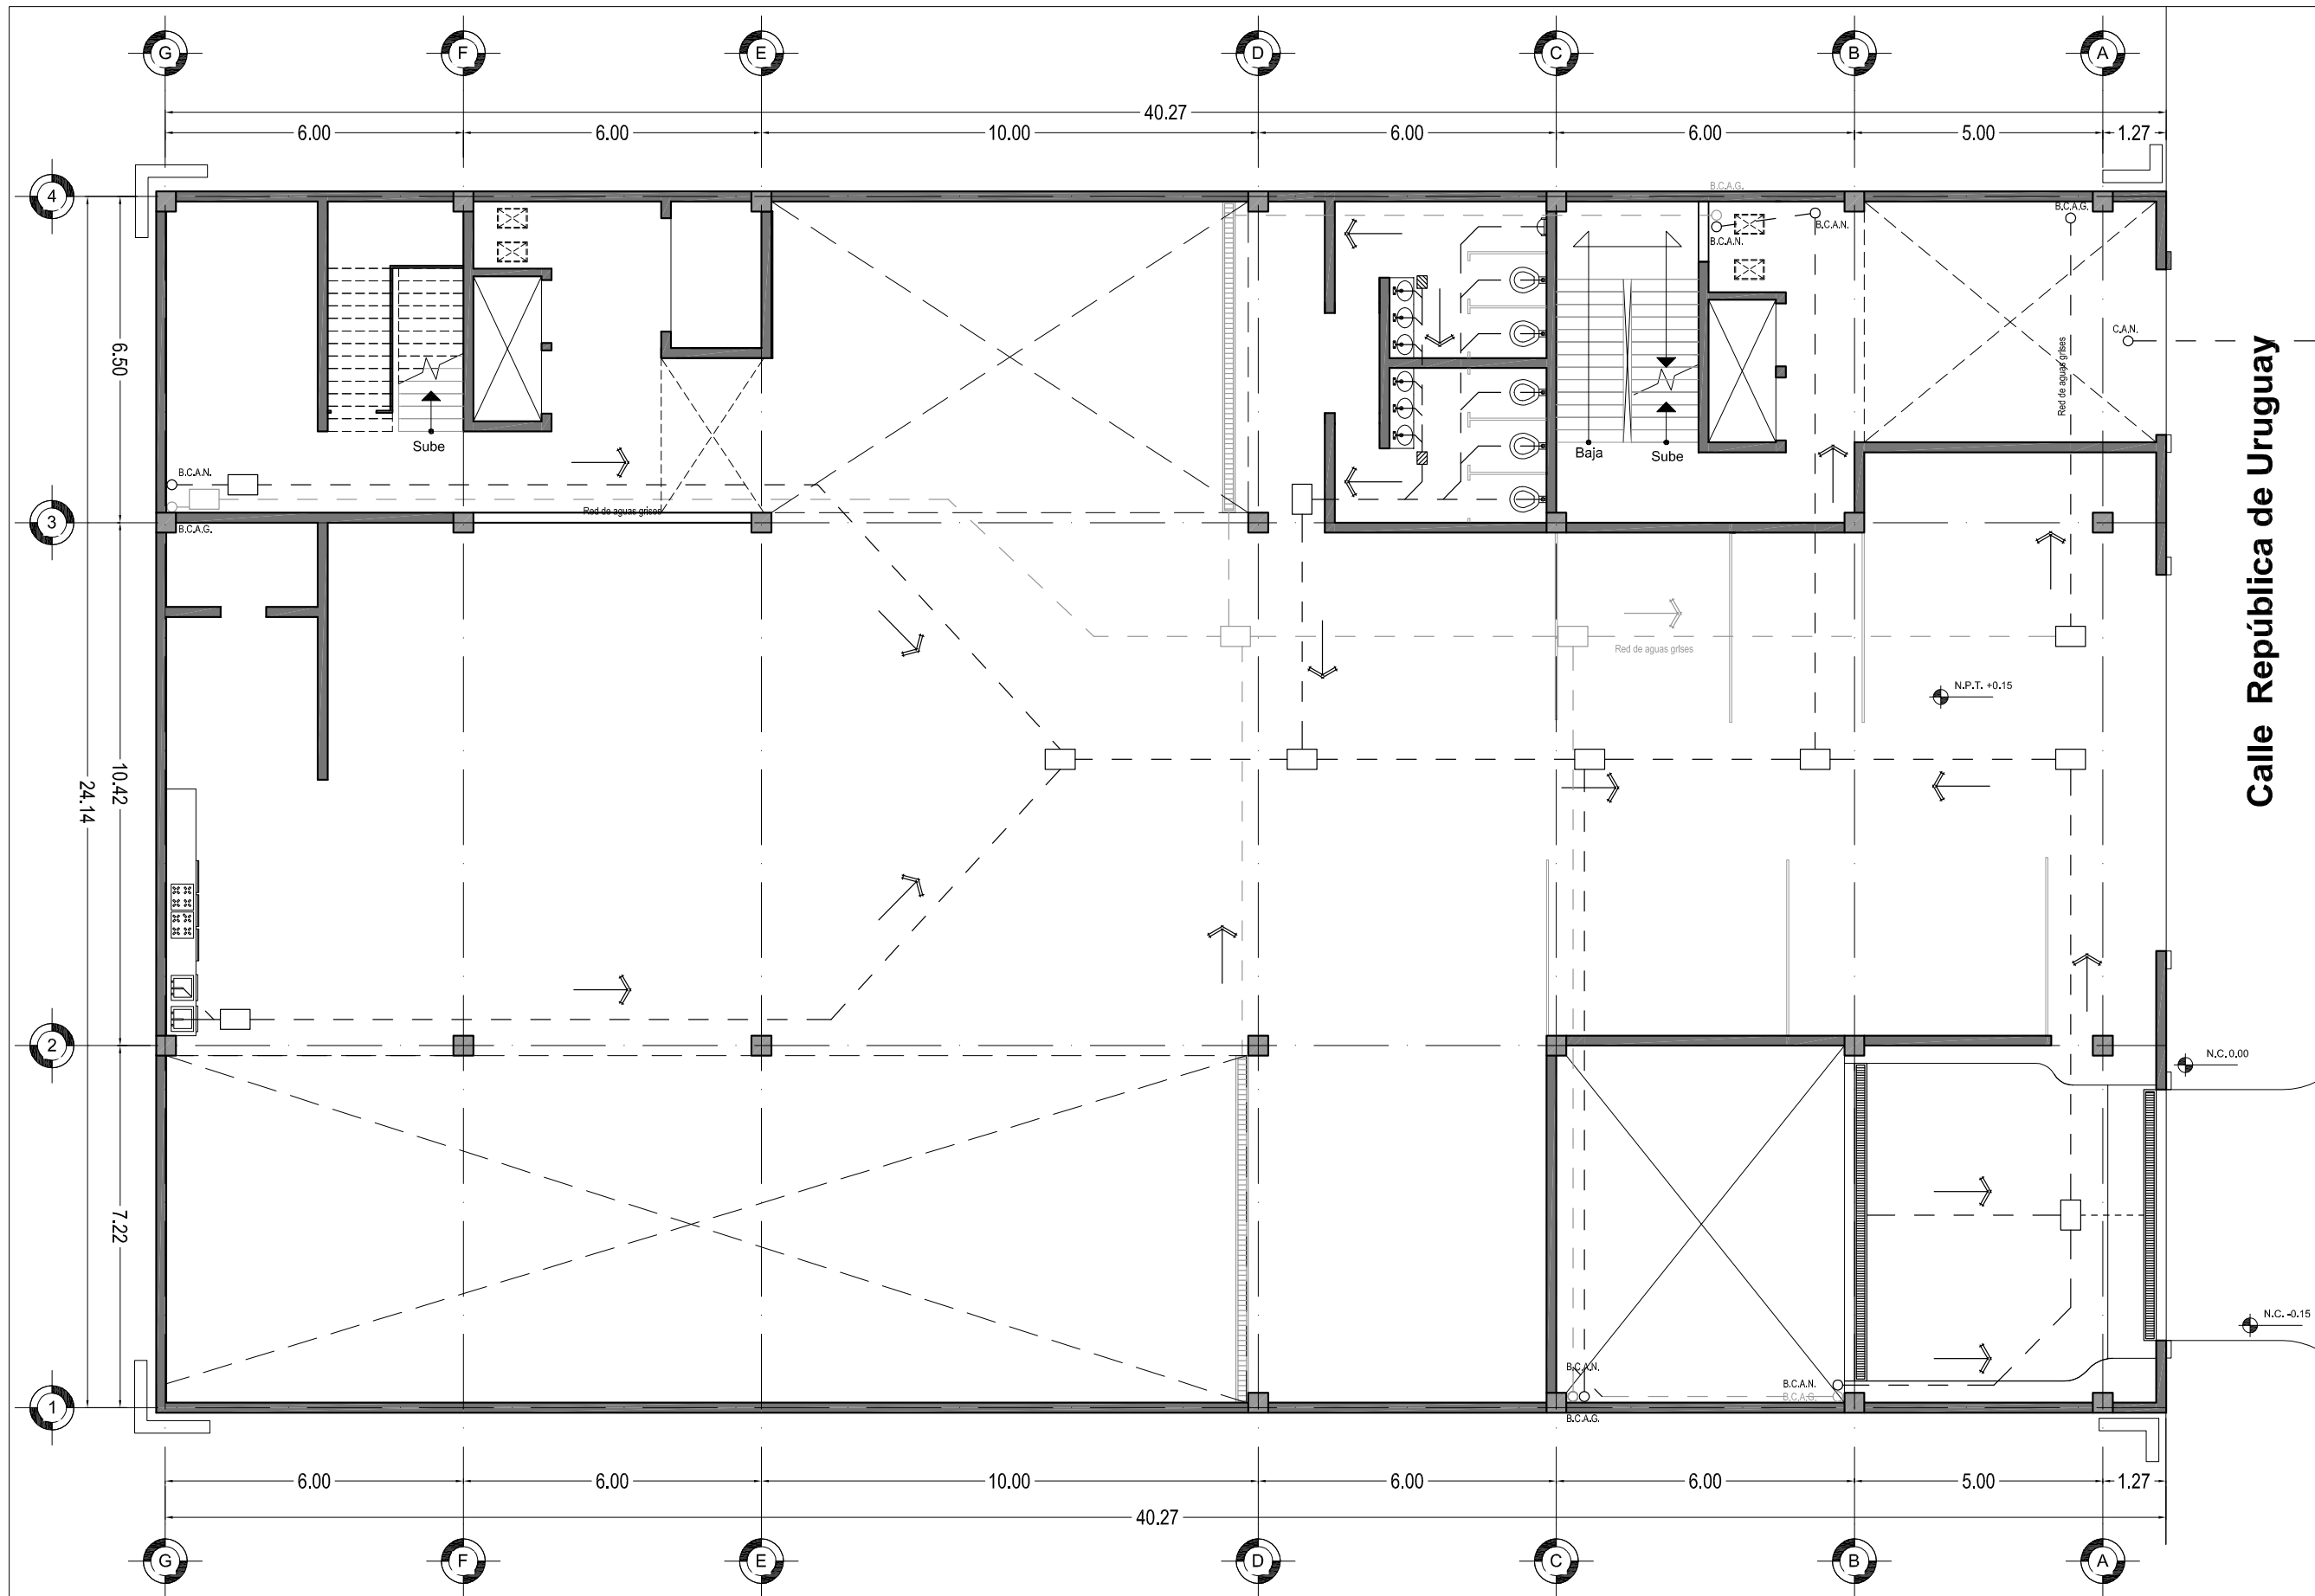 G F E D C B A
40.27
6.00 6.00 10.00 6.00 6.00 5.00 1.27
4
B.C.A.G.
B.C.A.G.
B.C.A.N.
B.C.A.N.
C.A.N.
6.50
Red de aguas grises
Calle República de Uruguay
Sube
Baja
Sube
B.C.A.N.
Red de aguas grises
3
B.C.A.G.
Red de aguas grises
N.P.T. +0.15
10.42
24.14
2
N.C. 0.00
7.22
N.C. -0.15
B.C.A.N.
B.C.A.N.
B.C.A.G.
1
B.C.A.G.
6.00 6.00 10.00 6.00 6.00 5.00 1.27
40.27
G F E D C B A